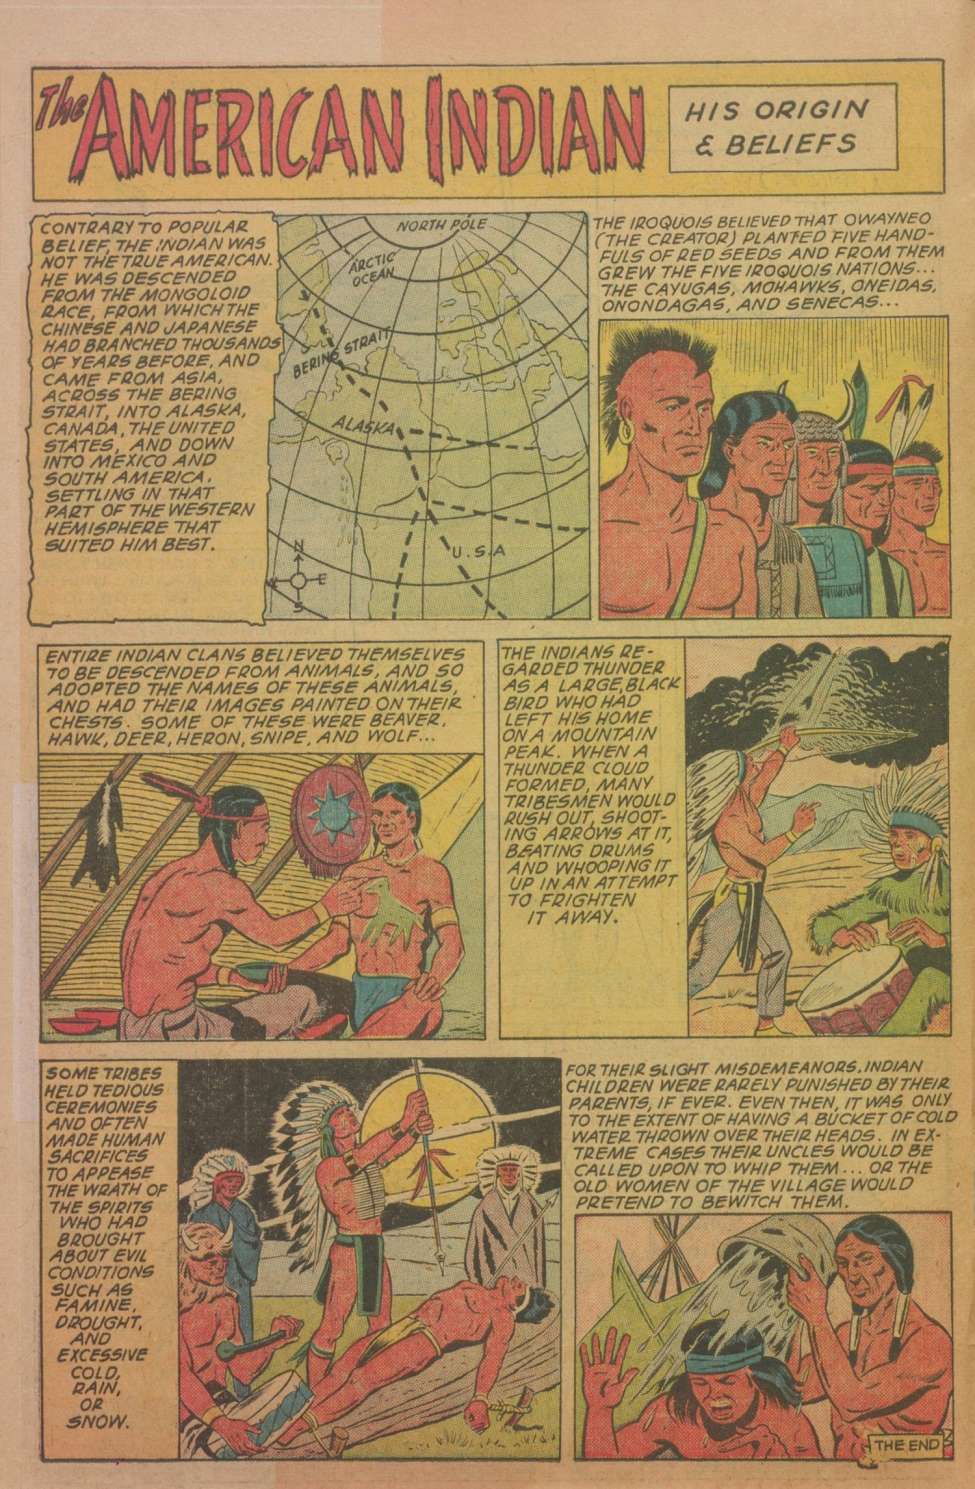 The AMERICAN INDIAN
HIS ORIGIN
& BELIEFS
CONTRARY TO POPULAR
BELIEF, THE INDIAN WAS
NOT THE TRUE AMERICAN.
HE WAS DESCENDED
FROM THE MONGOLOID
RACE, FROM WHICH THE
CHINESE AND JAPANESE
HAD BRANCHED THOUSANDS
OF YEARS BEFORE, AND
CAME FROM ASIA,
ACROSS THE BERING
STRAIT, INTO ALASKA,
CANADA, THE UNITED
STATES, AND DOWN
INTO MEXICO AND
SOUTH AMERICA.
SETTLING IN THAT
PART OF THE WESTERN
HEMISPHERE THAT
SUITED HIM BEST.
NORTH POLE
ARCTIC
OCEAN
BERING STRAIT
ALASKA
U.S.A
N
W E
S
THE IROQUOIS BELIEVED THAT OWAYNEO
(THE CREATOR) PLANTED FIVE HAND-
FULS OF RED SEEDS AND FROM THEM
GREW THE FIVE IROQUOIS NATIONS...
THE CAYUGAS, MOHAWKS, ONEIDAS,
ONONDAGAS, AND SENECAS...
ENTIRE INDIAN CLANS BELIEVED THEMSELVES
TO BE DESCENDED FROM ANIMALS, AND SO
ADOPTED THE NAMES OF THESE ANIMALS,
AND HAD THEIR IMAGES PAINTED ON THEIR
CHESTS. SOME OF THESE WERE BEAVER,
HAWK, DEER, HERON, SNIPE, AND WOLF...
THE INDIANS RE-
GARDED THUNDER
AS A LARGE, BLACK
BIRD WHO HAD
LEFT HIS HOME
ON A MOUNTAIN
PEAK. WHEN A
THUNDER CLOUD
FORMED, MANY
TRIBESMEN WOULD
RUSH OUT, SHOOT-
ING ARROWS AT IT,
BEATING DRUMS
AND WHOOPING IT
UP IN AN ATTEMPT
TO FRIGHTEN
IT AWAY.
SOME TRIBES
HELD TEDIOUS
CEREMONIES
AND OFTEN
MADE HUMAN
SACRIFICES
TO APPEASE
THE WRATH OF
THE SPIRITS
WHO HAD
BROUGHT
ABOUT EVIL
CONDITIONS
SUCH AS
FAMINE,
DROUGHT,
AND
EXCESSIVE
COLD,
RAIN,
OR
SNOW.
FOR THEIR SLIGHT MISDEMEANORS, INDIAN
CHILDREN WERE RARELY PUNISHED BY THEIR
PARENTS, IF EVER. EVEN THEN, IT WAS ONLY
TO THE EXTENT OF HAVING A BUCKET OF COLD
WATER THROWN OVER THEIR HEADS. IN EX-
TREME CASES THEIR UNCLES WOULD BE
CALLED UPON TO WHIP THEM... OR THE
OLD WOMEN OF THE VILLAGE WOULD
PRETEND TO BEWITCH THEM.
THE END